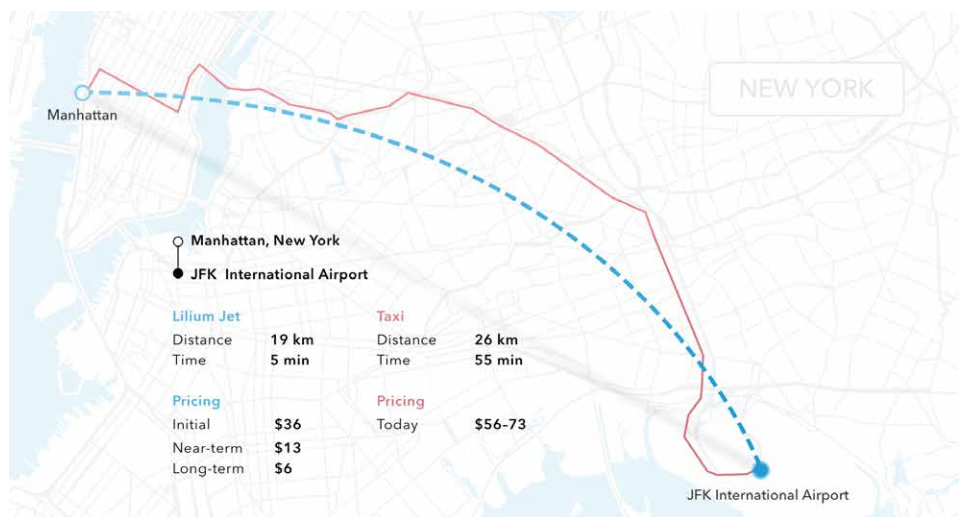 NEW YORK
Manhattan
Manhattan, New York
JFK International Airport
Lilium Jet
Distance 19 km
Time 5 min
Taxi
Distance 26 km
Time 55 min
Pricing
Initial $36
Near-term $13
Long-term $6
Pricing
Today $56-73
JFK International Airport